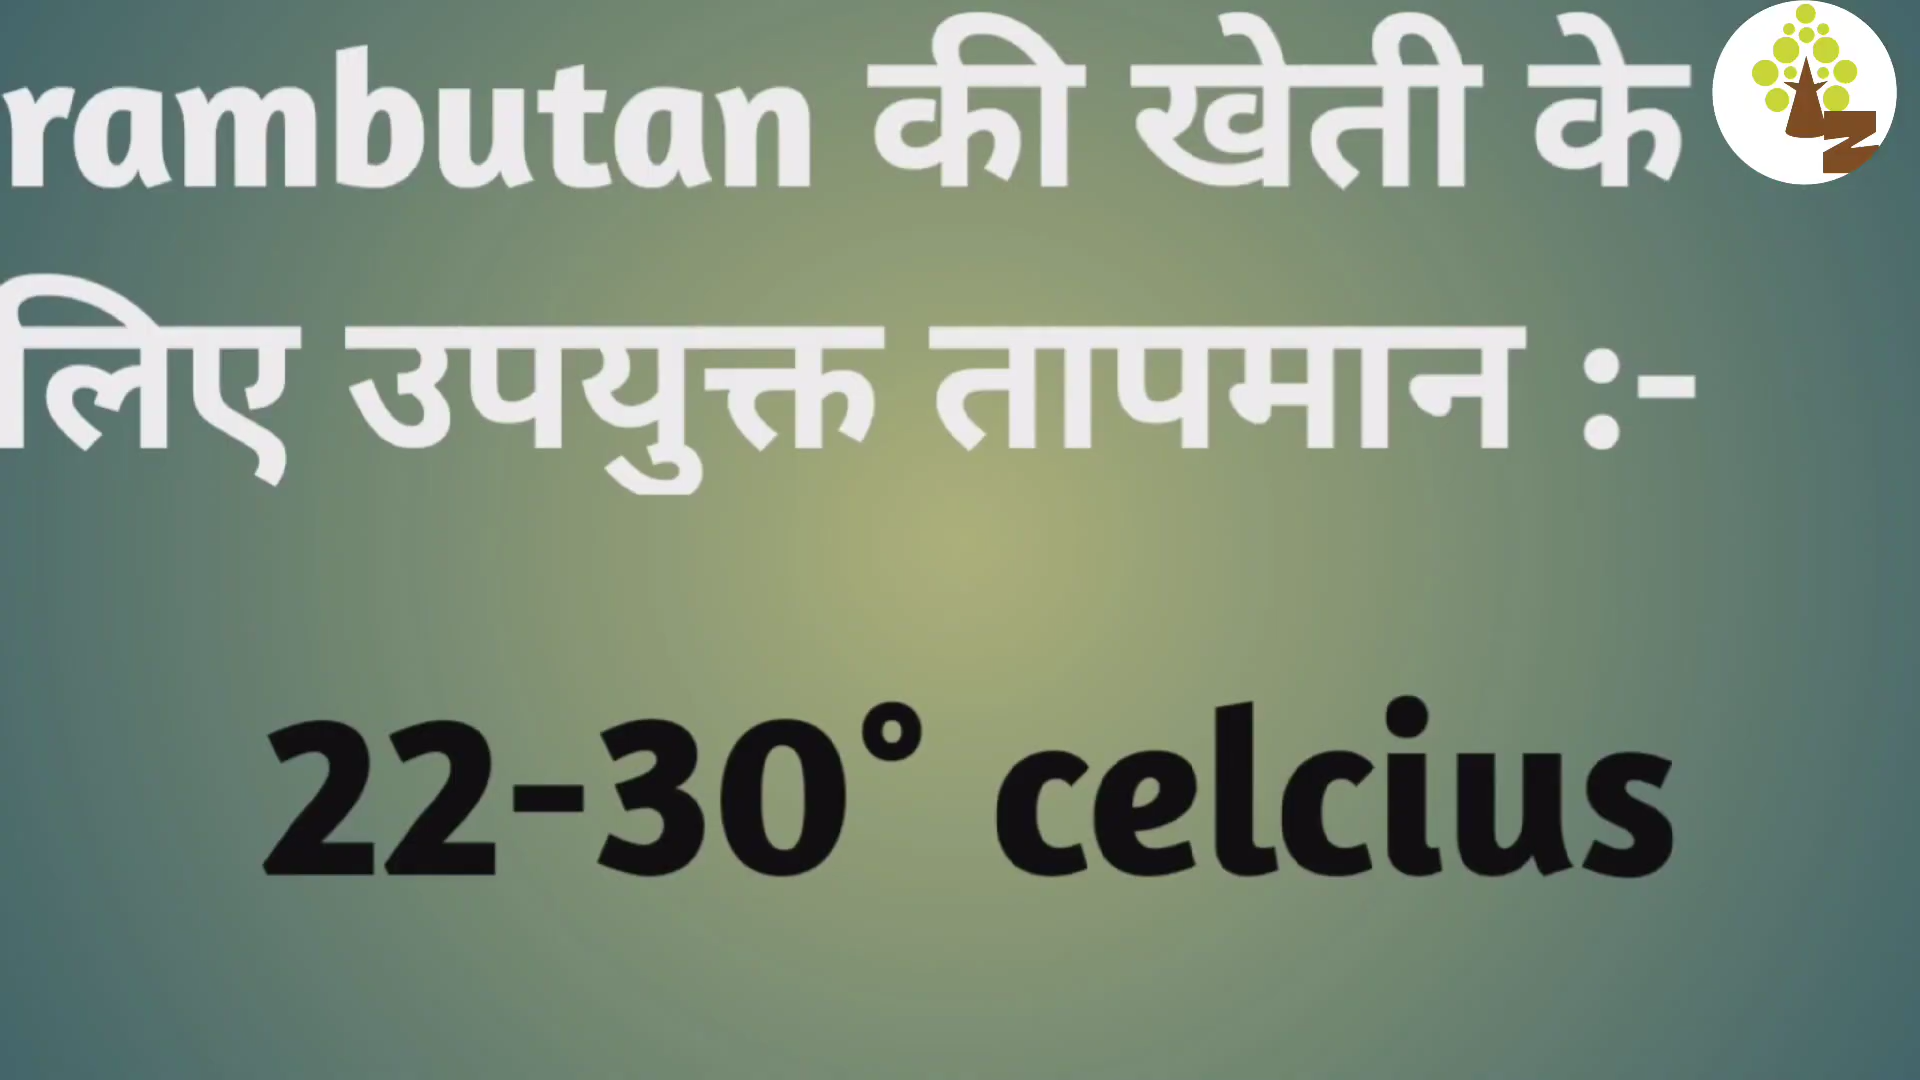 rambutan की खेती के
लिए उपयुक्त तापमान :-
22-30° celcius